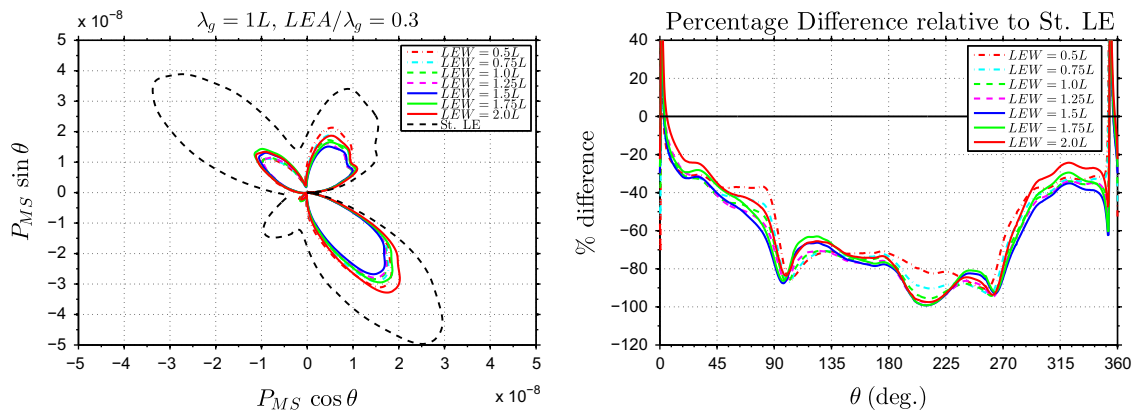 λ_g = 1L, LEA/λ_g = 0.3
x 10⁻⁸
5
4
3
2
1
0
−1
−2
−3
−4
−5
−5 −4 −3 −2 −1 0 1 2 3 4 5
x 10⁻⁸
P_MS sin θ
P_MS cos θ
LEW = 0.5L
LEW = 0.75L
LEW = 1.0L
LEW = 1.25L
LEW = 1.5L
LEW = 1.75L
LEW = 2.0L
St. LE
Percentage Difference relative to St. LE
40
20
0
−20
−40
−60
−80
−100
−120
0 45 90 135 180 225 270 315 360
% difference
θ (deg.)
LEW = 0.5L
LEW = 0.75L
LEW = 1.0L
LEW = 1.25L
LEW = 1.5L
LEW = 1.75L
LEW = 2.0L